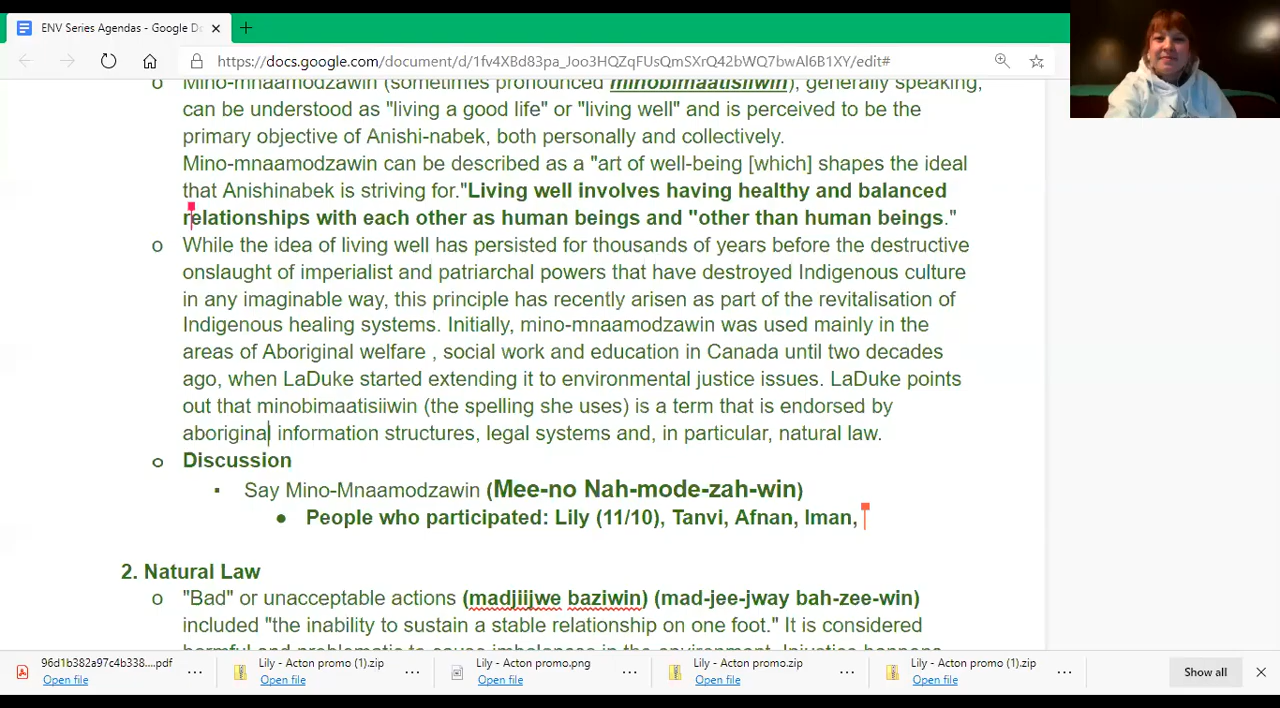 ENV Series Agendas - Google D
https://docs.google.com/document/d/1fv4XBd83pa_Joo3HQZqFUsQmSXrQ42bWQ7bwAl6B1XY/edit#
o Mino-mnaamodzawin (sometimes pronounced minobimaatisiiwin), generally speaking,
can be understood as "living a good life" or "living well" and is perceived to be the
primary objective of Anishi-nabek, both personally and collectively.
Mino-mnaamodzawin can be described as a "art of well-being [which] shapes the ideal
that Anishinabek is striving for."Living well involves having healthy and balanced
relationships with each other as human beings and "other than human beings."
o While the idea of living well has persisted for thousands of years before the destructive
onslaught of imperialist and patriarchal powers that have destroyed Indigenous culture
in any imaginable way, this principle has recently arisen as part of the revitalisation of
Indigenous healing systems. Initially, mino-mnaamodzawin was used mainly in the
areas of Aboriginal welfare , social work and education in Canada until two decades
ago, when LaDuke started extending it to environmental justice issues. LaDuke points
out that minobimaatisiiwin (the spelling she uses) is a term that is endorsed by
aboriginal information structures, legal systems and, in particular, natural law.
o Discussion
▪ Say Mino-Mnaamodzawin (Mee-no Nah-mode-zah-win)
● People who participated: Lily (11/10), Tanvi, Afnan, Iman,
2. Natural Law
o "Bad" or unacceptable actions (madjiijwe baziwin) (mad-jee-jway bah-zee-win)
included "the inability to sustain a stable relationship on one foot." It is considered
harmful and problematic to cause imbalance in the environment. Injustice happens
96d1b382a97c4b338....pdf Lily - Acton promo (1).zip Lily - Acton promo.png Lily - Acton promo.zip Lily - Acton promo (1).zip
Open file Open file Open file Open file Open file
Show all